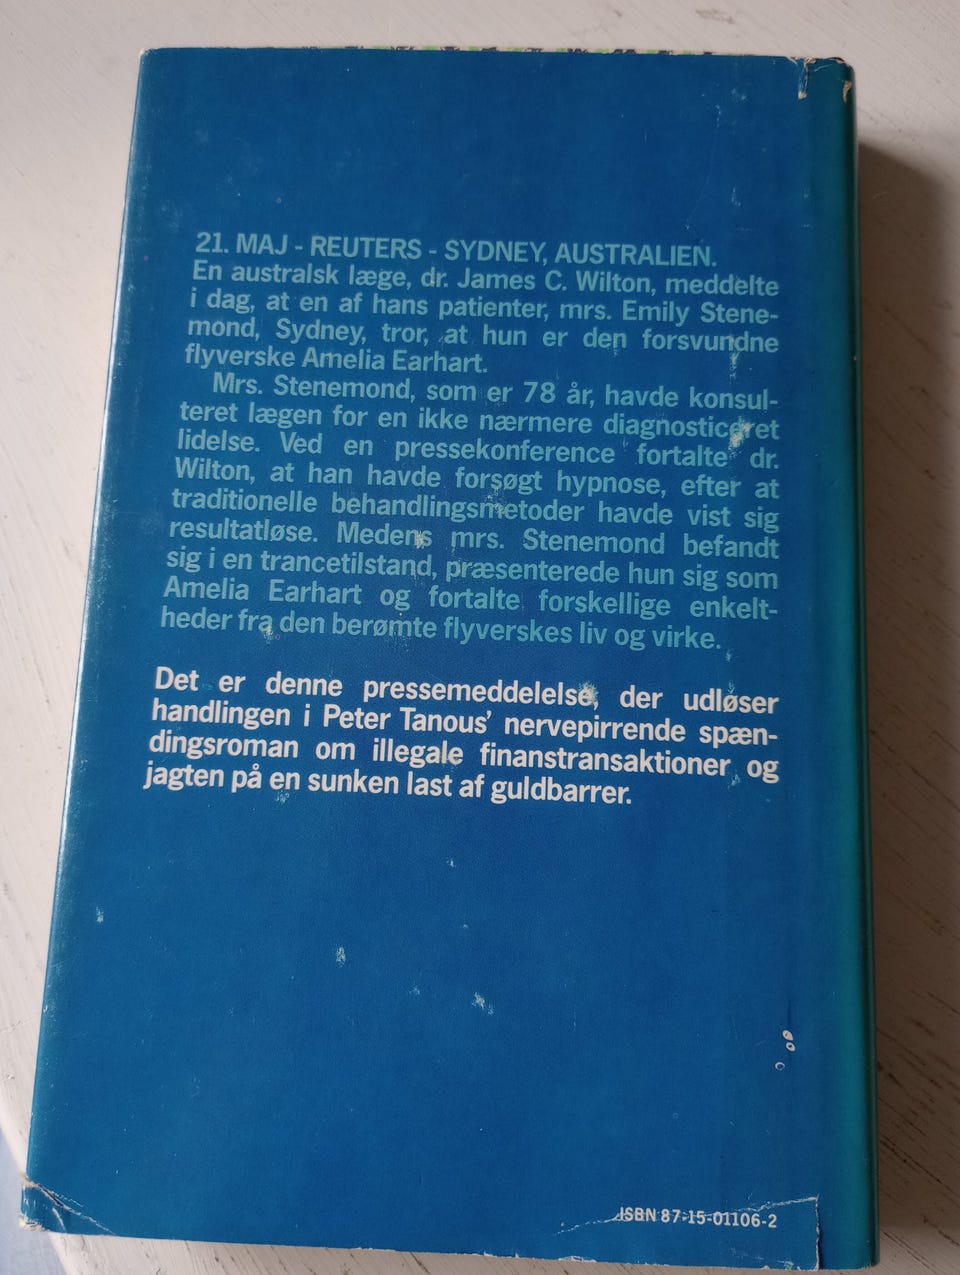 21. MAJ - REUTERS - SYDNEY, AUSTRALIEN.
En australsk læge, dr. James C. Wilton, meddelte
i dag, at en af hans patienter, mrs. Emily Stene-
mond, Sydney, tror, at hun er den forsvundne
flyverske Amelia Earhart.
Mrs. Stenemond, som er 78 år, havde konsul-
teret lægen for en ikke nærmere diagnosticeret
lidelse. Ved en pressekonference fortalte dr.
Wilton, at han havde forsøgt hypnose, efter at
traditionelle behandlingsmetoder havde vist sig
resultatløse. Medens mrs. Stenemond befandt
sig i en trancetilstand, præsenterede hun sig som
Amelia Earhart og fortalte forskellige enkelt-
heder fra den berømte flyverskes liv og virke.
Det er denne pressemeddelelse, der udløser
handlingen i Peter Tanous' nervepirrende spæn-
dingsroman om illegale finanstransaktioner og
jagten på en sunken last af guldbarrer.
ISBN 87-15-01106-2